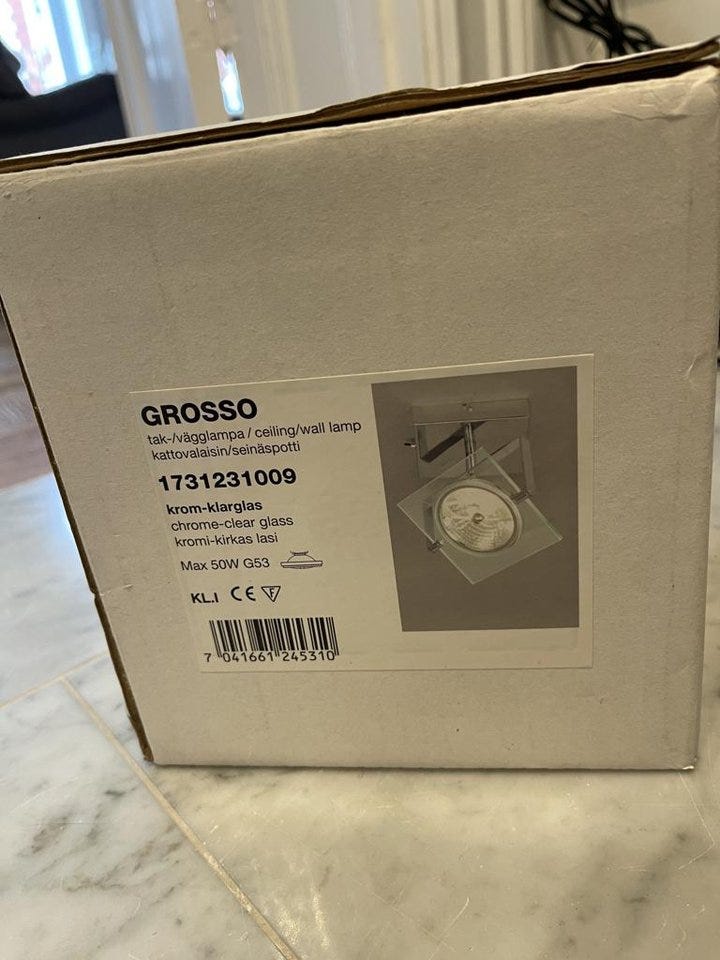 GROSSO
tak-/vägglampa / ceiling/wall lamp
kattovalaisin/seinäspotti
1731231009
krom-klarglas
chrome-clear glass
kromi-kirkas lasi
Max 50W G53
KL.I CE F
7 041661 245310